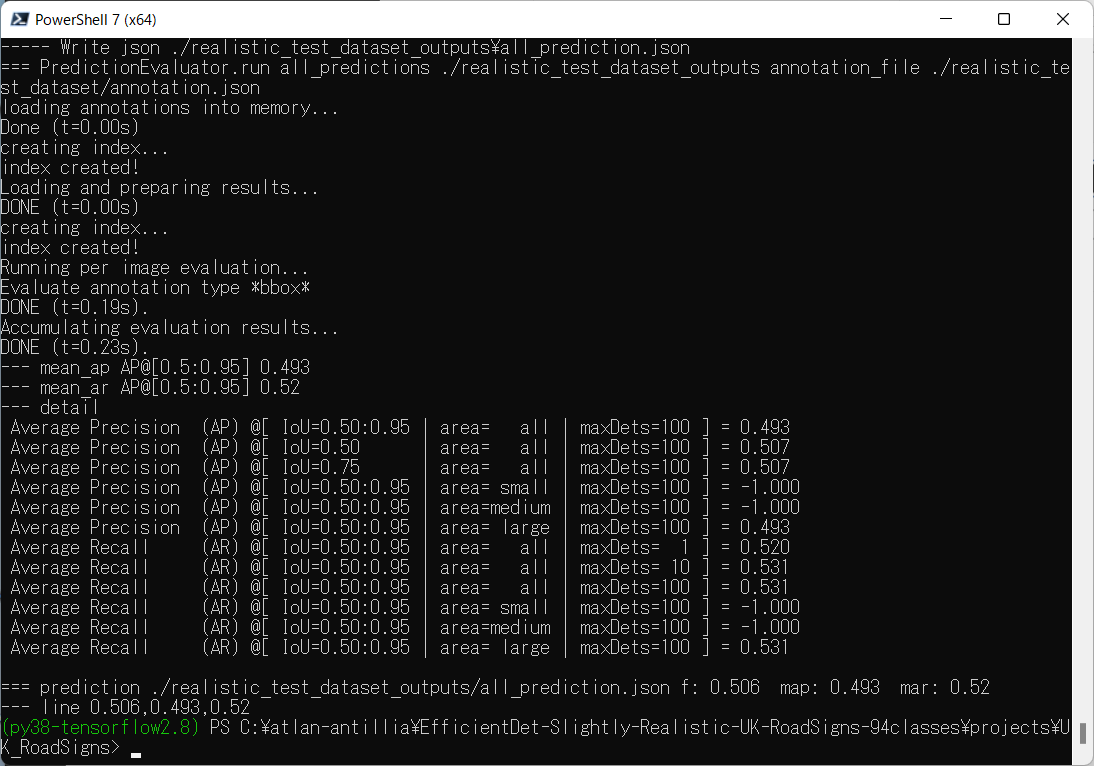 PowerShell 7 (x64)
----- Write json ./realistic_test_dataset_outputs¥all_prediction.json
=== PredictionEvaluator.run all_predictions ./realistic_test_dataset_outputs annotation_file ./realistic_te
st_dataset/annotation.json
loading annotations into memory...
Done (t=0.00s)
creating index...
index created!
Loading and preparing results...
DONE (t=0.00s)
creating index...
index created!
Running per image evaluation...
Evaluate annotation type *bbox*
DONE (t=0.19s).
Accumulating evaluation results...
DONE (t=0.23s).
--- mean_ap AP@[0.5:0.95] 0.493
--- mean_ar AP@[0.5:0.95] 0.52
--- detail
Average Precision  (AP) @[ IoU=0.50:0.95 | area=   all | maxDets=100 ] = 0.493
Average Precision  (AP) @[ IoU=0.50      | area=   all | maxDets=100 ] = 0.507
Average Precision  (AP) @[ IoU=0.75      | area=   all | maxDets=100 ] = 0.507
Average Precision  (AP) @[ IoU=0.50:0.95 | area= small | maxDets=100 ] = -1.000
Average Precision  (AP) @[ IoU=0.50:0.95 | area=medium | maxDets=100 ] = -1.000
Average Precision  (AP) @[ IoU=0.50:0.95 | area= large | maxDets=100 ] = 0.493
Average Recall     (AR) @[ IoU=0.50:0.95 | area=   all | maxDets=  1 ] = 0.520
Average Recall     (AR) @[ IoU=0.50:0.95 | area=   all | maxDets= 10 ] = 0.531
Average Recall     (AR) @[ IoU=0.50:0.95 | area=   all | maxDets=100 ] = 0.531
Average Recall     (AR) @[ IoU=0.50:0.95 | area= small | maxDets=100 ] = -1.000
Average Recall     (AR) @[ IoU=0.50:0.95 | area=medium | maxDets=100 ] = -1.000
Average Recall     (AR) @[ IoU=0.50:0.95 | area= large | maxDets=100 ] = 0.531
=== prediction ./realistic_test_dataset_outputs/all_prediction.json f: 0.506  map: 0.493  mar: 0.52
--- line 0.506,0.493,0.52
(py38-tensorflow2.8) PS C:¥atlan-antillia¥EfficientDet-Slightly-Realistic-UK-RoadSigns-94classes¥projects¥U
K_RoadSigns>